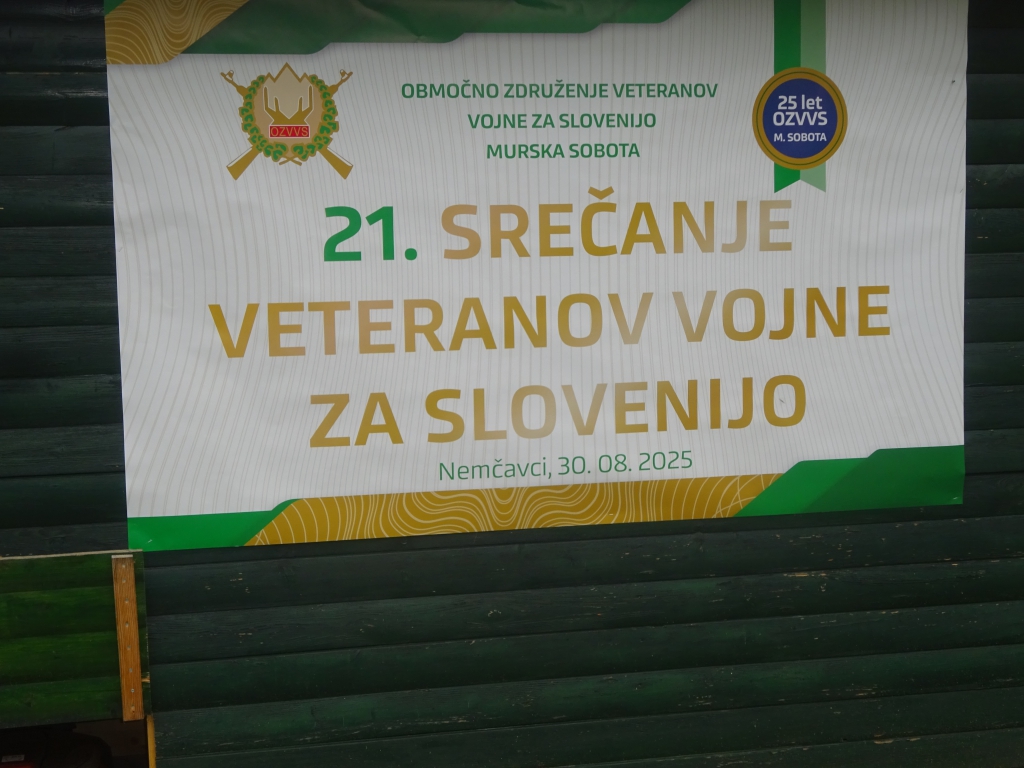 OBMOČNO ZDRUŽENJE VETERANOV
VOJNE ZA SLOVENIJO
MURSKA SOBOTA
OZVVS
25 let
OZVVS
M. SOBOTA
21. SREČANJE
VETERANOV VOJNE
ZA SLOVENIJO
Nemčavci, 30. 08. 2025